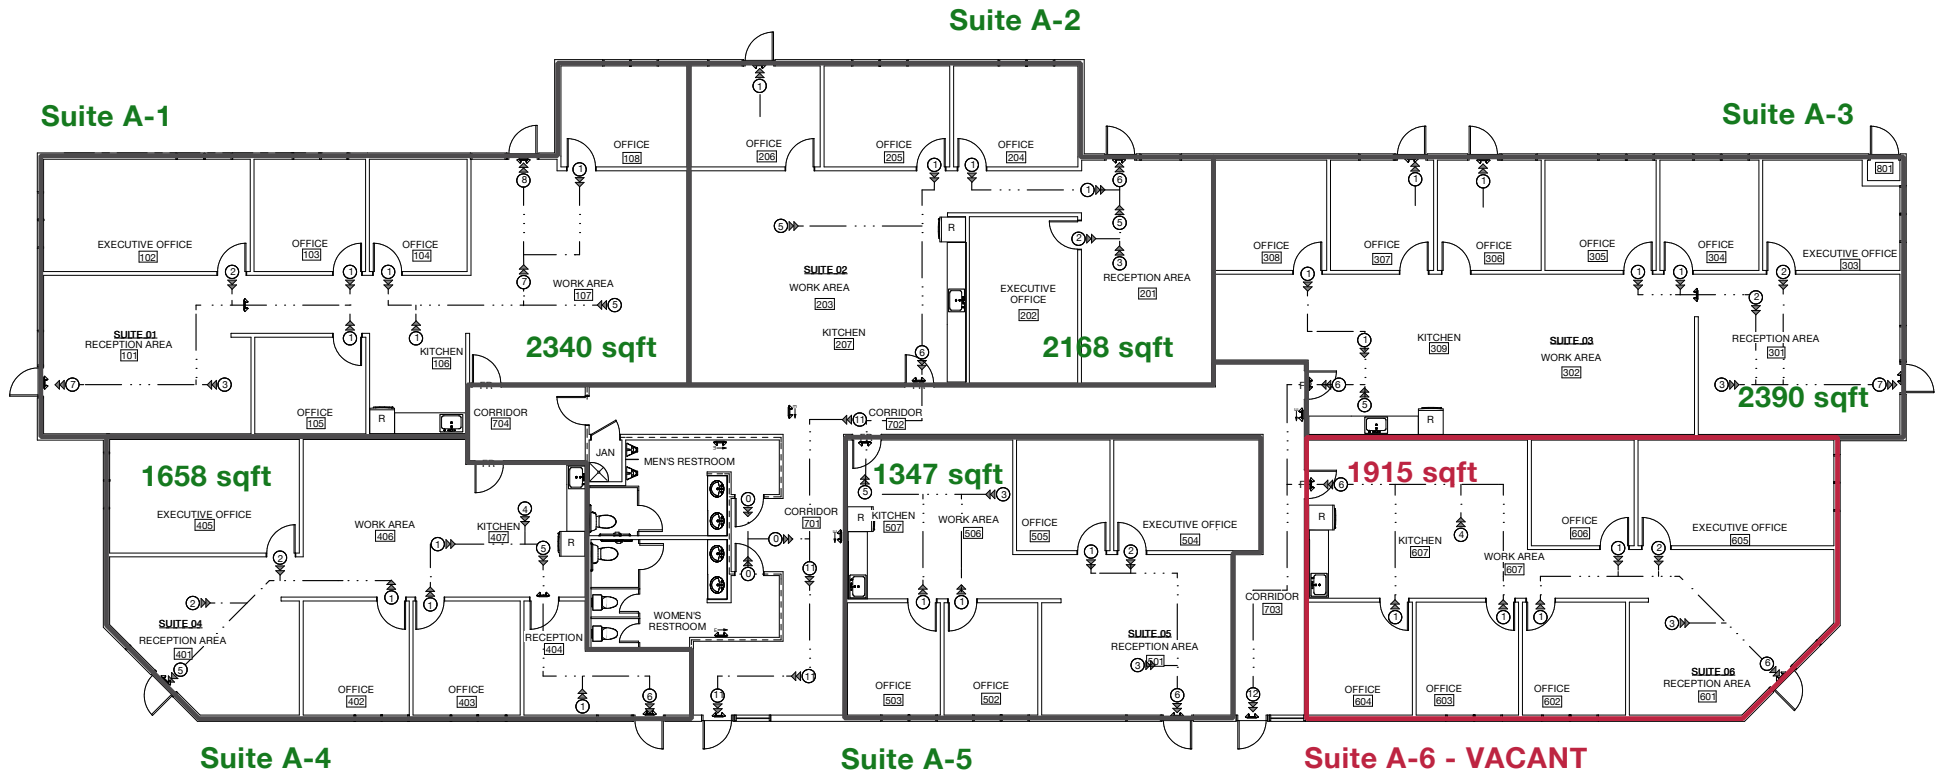 Suite A-2
Suite A-1
Suite A-3
OFFICE
108
OFFICE
206
OFFICE
205
OFFICE
204
801
EXECUTIVE OFFICE
102
OFFICE
103
OFFICE
104
WORK AREA
107
SUITE 01
RECEPTION AREA
101
KITCHEN
106
OFFICE
105
R
2340 sqft
SUITE 02
WORK AREA
203
KITCHEN
207
R
EXECUTIVE
OFFICE
202
RECEPTION AREA
201
2168 sqft
OFFICE
308
OFFICE
307
OFFICE
306
OFFICE
305
OFFICE
304
EXECUTIVE OFFICE
303
KITCHEN
309
SUITE 03
WORK AREA
302
RECEPTION AREA
301
R
2390 sqft
CORRIDOR
704
CORRIDOR
702
JAN
MEN'S RESTROOM
CORRIDOR
701
WOMEN'S
RESTROOM
1658 sqft
EXECUTIVE OFFICE
405
WORK AREA
406
KITCHEN
407
R
SUITE 04
RECEPTION AREA
401
OFFICE
402
OFFICE
403
RECEPTION
404
1347 sqft
R
KITCHEN
507
WORK AREA
506
OFFICE
505
EXECUTIVE OFFICE
504
SUITE 05
RECEPTION AREA
501
OFFICE
503
OFFICE
502
CORRIDOR
703
1915 sqft
R
KITCHEN
607
WORK AREA
607
OFFICE
606
EXECUTIVE OFFICE
605
SUITE 06
RECEPTION AREA
601
OFFICE
604
OFFICE
603
OFFICE
602
Suite A-4
Suite A-5
Suite A-6 - VACANT